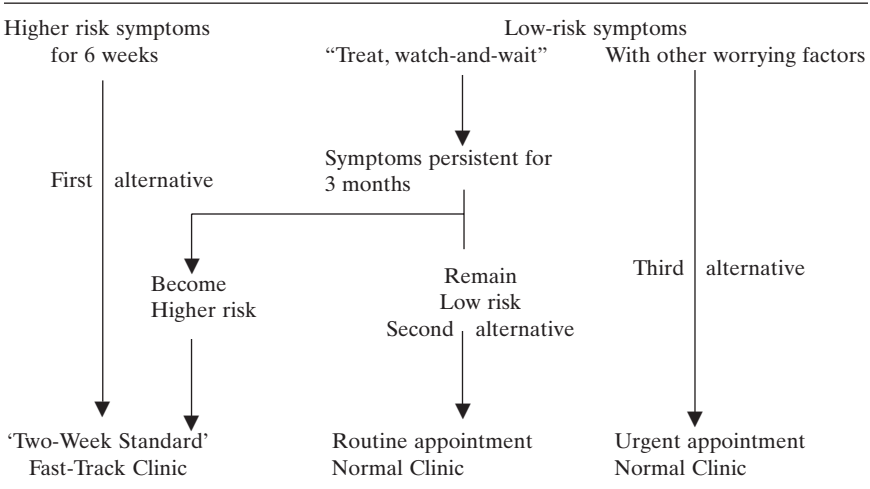 Higher risk symptoms
for 6 weeks
Low-risk symptoms
“Treat, watch-and-wait”
With other worrying factors
Symptoms persistent for
3 months
First alternative
Become
Higher risk
Remain
Low risk
Second alternative
Third alternative
‘Two-Week Standard’
Fast-Track Clinic
Routine appointment
Normal Clinic
Urgent appointment
Normal Clinic